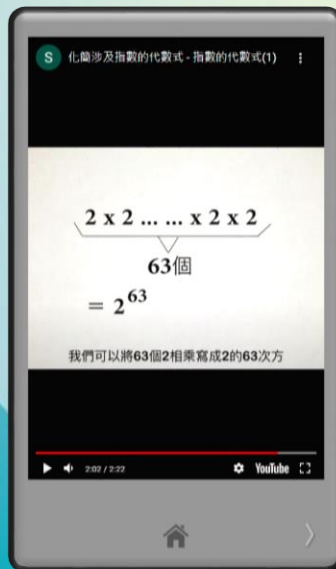 S 化簡涉及指數的代數式 - 指數的代數式(1)
2 x 2 ... ... x 2 x 2
63個
= 2^63
我們可以將63個2相乘寫成2的63次方
2:02 / 2:22 YouTube